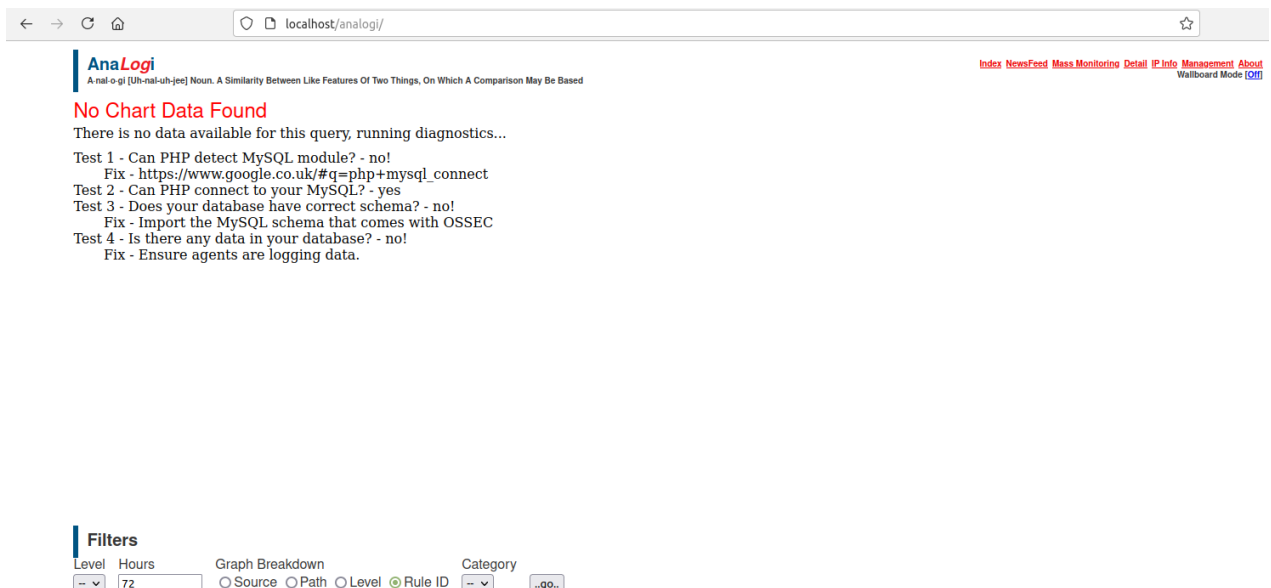 localhost/analogi/
AnaLogi
A·nal·o·gi [Uh-nal-uh-jee] Noun. A Similarity Between Like Features Of Two Things, On Which A Comparison May Be Based
Index NewsFeed Mass Monitoring Detail IP Info Management About
Wallboard Mode [Off]
No Chart Data Found
There is no data available for this query, running diagnostics...
Test 1 - Can PHP detect MySQL module? - no!
Fix - https://www.google.co.uk/#q=php+mysql_connect
Test 2 - Can PHP connect to your MySQL? - yes
Test 3 - Does your database have correct schema? - no!
Fix - Import the MySQL schema that comes with OSSEC
Test 4 - Is there any data in your database? - no!
Fix - Ensure agents are logging data.
Filters
Level Hours Graph Breakdown Category
-- 72 Source Path Level Rule ID -- ..go..